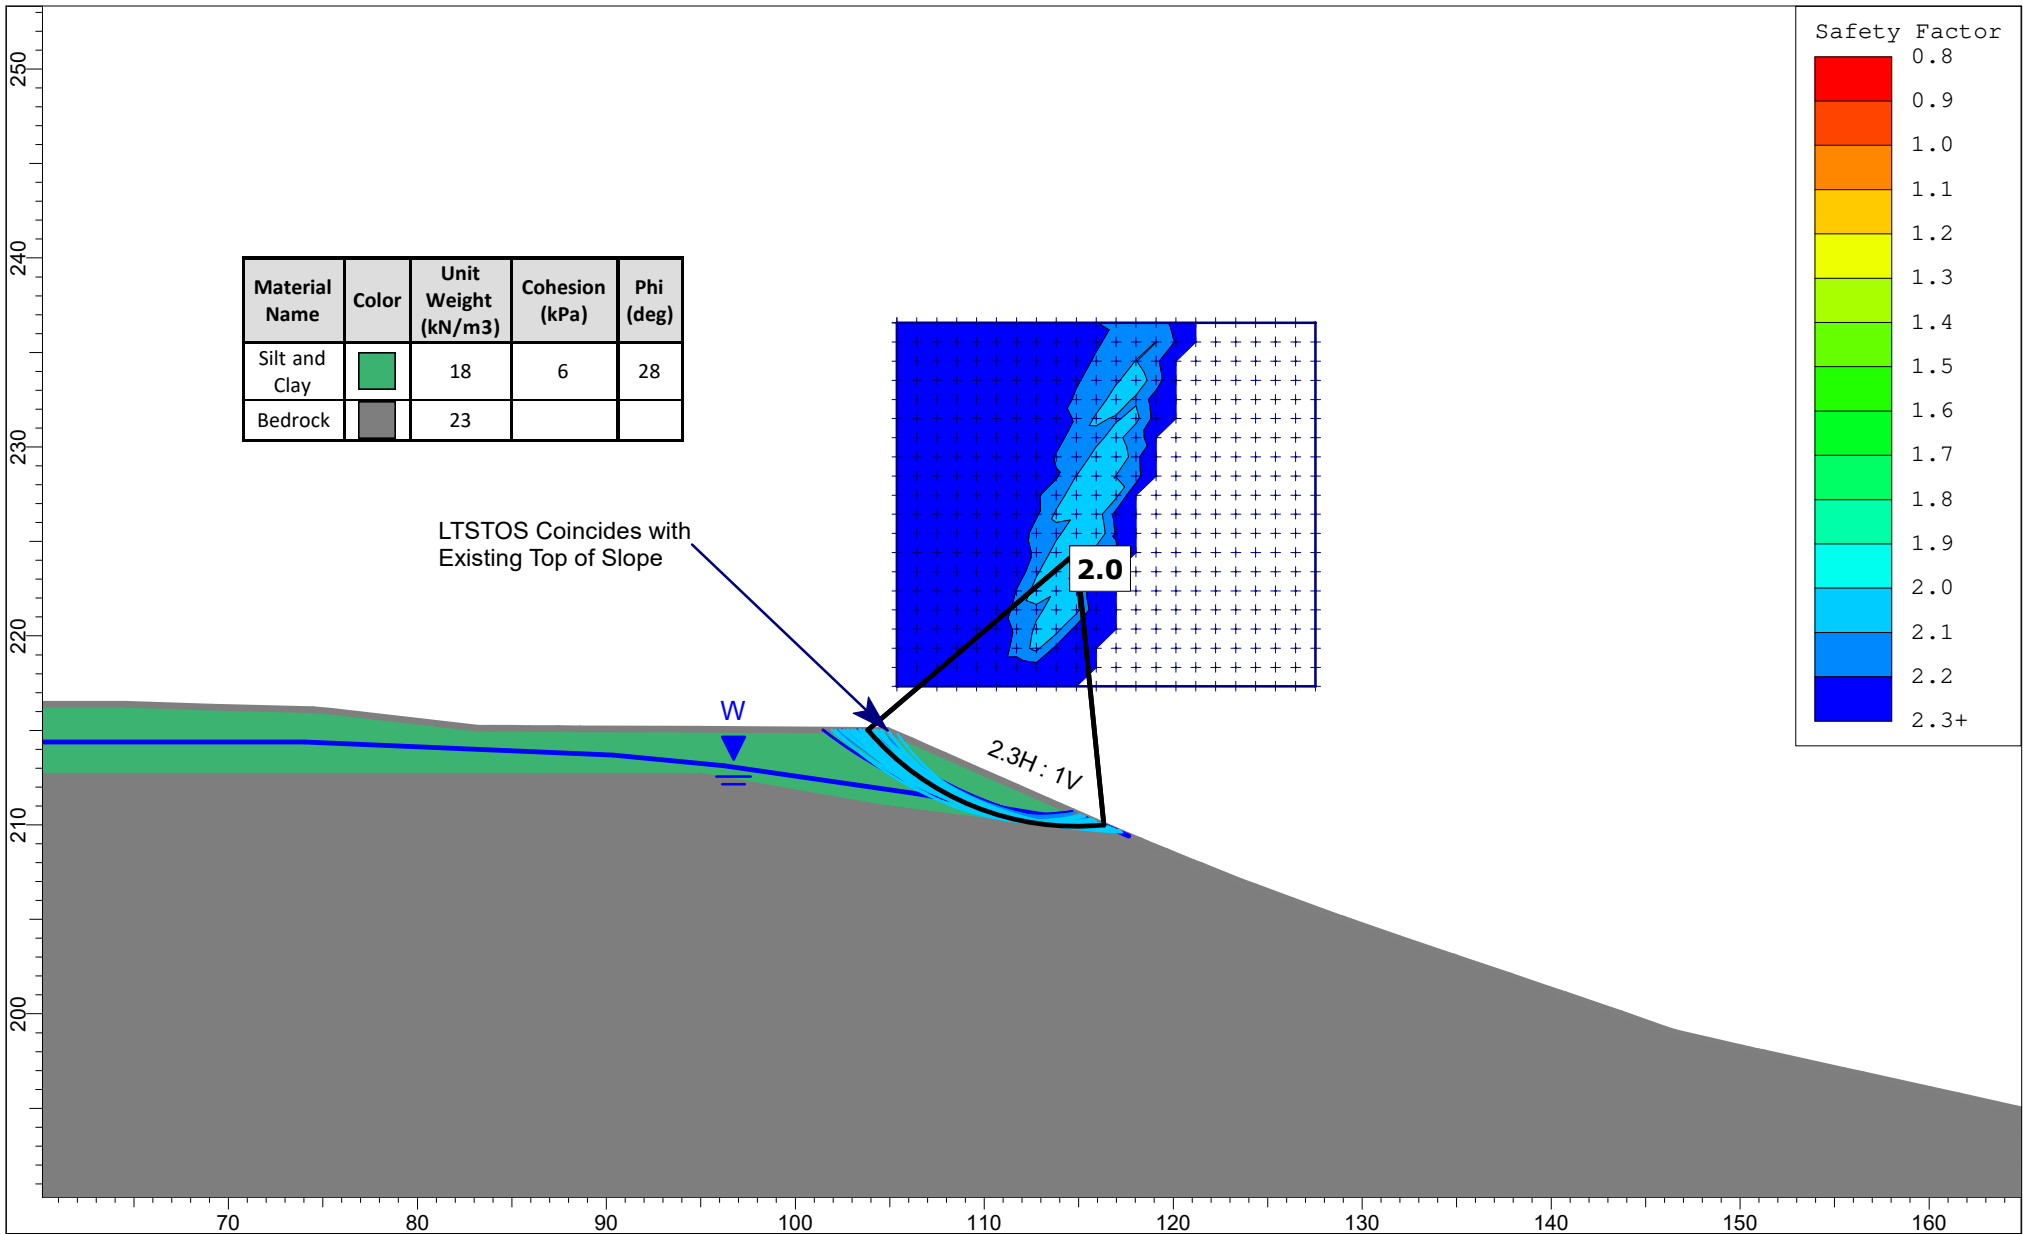 Safety Factor
0.8
0.9
1.0
1.1
1.2
1.3
1.4
1.5
1.6
1.7
1.8
1.9
2.0
2.1
2.2
2.3+
250
240
230
220
210
200
Material Name Color Unit Weight (kN/m3) Cohesion (kPa) Phi (deg)
Silt and Clay 18 6 28
Bedrock 23
LTSTOS Coincides with
Existing Top of Slope
2.0
W
2.3H : 1V
70 80 90 100 110 120 130 140 150 160